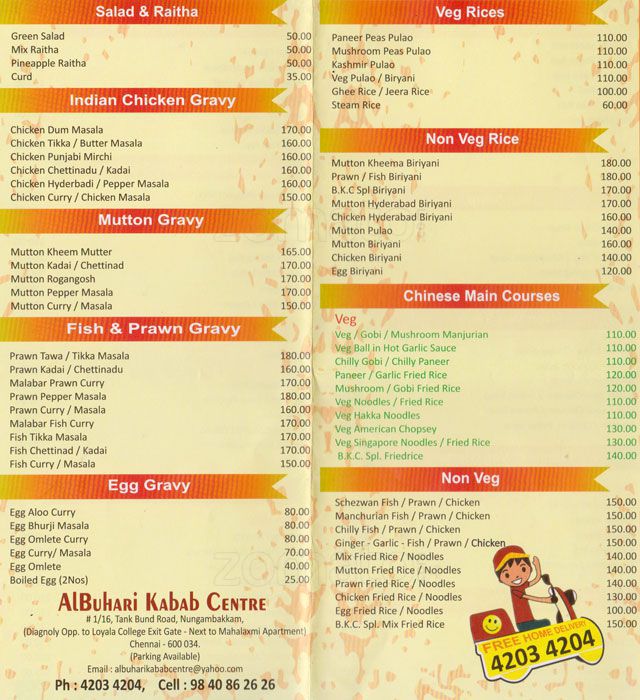 Salad & Raitha
Green Salad 50.00
Mix Raitha 50.00
Pineapple Raitha 50.00
Curd 35.00
Indian Chicken Gravy
Chicken Dum Masala 170.00
Chicken Tikka / Butter Masala 160.00
Chicken Punjabi Mirchi 160.00
Chicken Chettinadu / Kadai 160.00
Chicken Hyderbadi / Pepper Masala 160.00
Chicken Curry / Chicken Masala 150.00
Mutton Gravy
Mutton Kheem Mutter 165.00
Mutton Kadai / Chettinad 170.00
Mutton Rogangosh 170.00
Mutton Pepper Masala 170.00
Mutton Curry / Masala 150.00
Fish & Prawn Gravy
Prawn Tawa / Tikka Masala 180.00
Prawn Kadai / Chettinadu 160.00
Malabar Prawn Curry 170.00
Prawn Pepper Masala 180.00
Prawn Curry / Masala 160.00
Malabar Fish Curry 170.00
Fish Tikka Masala 170.00
Fish Chettinad / Kadai 170.00
Fish Curry / Masala 150.00
Egg Gravy
Egg Aloo Curry 80.00
Egg Bhurji Masala 80.00
Egg Omlete Curry 80.00
Egg Curry/ Masala 70.00
Egg Omlete 40.00
Boiled Egg (2Nos) 25.00
AlBuhari Kabab Centre
# 1/16, Tank Bund Road, Nungambakkam,
(Diagnoly Opp. to Loyala College Exit Gate - Next to Mahalaxmi Apartment)
Chennai - 600 034.
(Parking Available)
Email : albuharikababcentre@yahoo.com
Ph : 4203 4204, Cell : 98 40 86 26 26
Veg Rices
Paneer Peas Pulao 110.00
Mushroom Peas Pulao 110.00
Kashmir Pulao 110.00
Veg Pulao / Biryani 110.00
Ghee Rice / Jeera Rice 100.00
Steam Rice 60.00
Non Veg Rice
Mutton Kheema Biriyani 180.00
Prawn / Fish Biriyani 180.00
B.K.C Spl Biriyani 170.00
Mutton Hyderabad Biriyani 170.00
Chicken Hyderabad Biriyani 160.00
Mutton Pulao 140.00
Mutton Biriyani 160.00
Chicken Biriyani 140.00
Egg Biriyani 120.00
Chinese Main Courses
Veg
Veg / Gobi / Mushroom Manjurian 110.00
Veg Ball in Hot Garlic Sauce 110.00
Chilly Gobi / Chilly Paneer 110.00
Paneer / Garlic Fried Rice 120.00
Mushroom / Gobi Fried Rice 120.00
Veg Noodles / Fried Rice 110.00
Veg Hakka Noodles 110.00
Veg American Chopsey 130.00
Veg Singapore Noodles / Fried Rice 130.00
B.K.C. Spl. Friedrice 140.00
Non Veg
Schezwan Fish / Prawn / Chicken 150.00
Manchurian Fish / Prawn / Chicken 150.00
Chilly Fish / Prawn / Chicken 150.00
Ginger - Garlic - Fish / Prawn / Chicken 150.00
Mix Fried Rice / Noodles 140.00
Mutton Fried Rice / Noodles 140.00
Prawn Fried Rice / Noodles 140.00
Chicken Fried Rice / Noodles 130.00
Egg Fried Rice / Noodles 100.00
B.K.C. Spl. Mix Fried Rice 150.00
FREE HOME DELIVERY
4203 4204